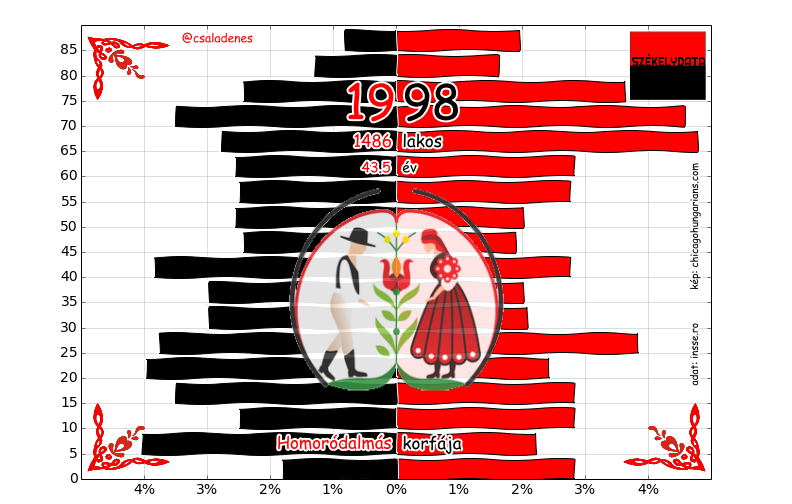 @csaladenes
SZÉKELYDATA
1998
1486 lakos
43.5 év
kép: chicagohungarians.com
adat: insse.ro
Homoródalmás korfája
85
80
75
70
65
60
55
50
45
40
35
30
25
20
15
10
5
0
4% 3% 2% 1% 0% 1% 2% 3% 4%